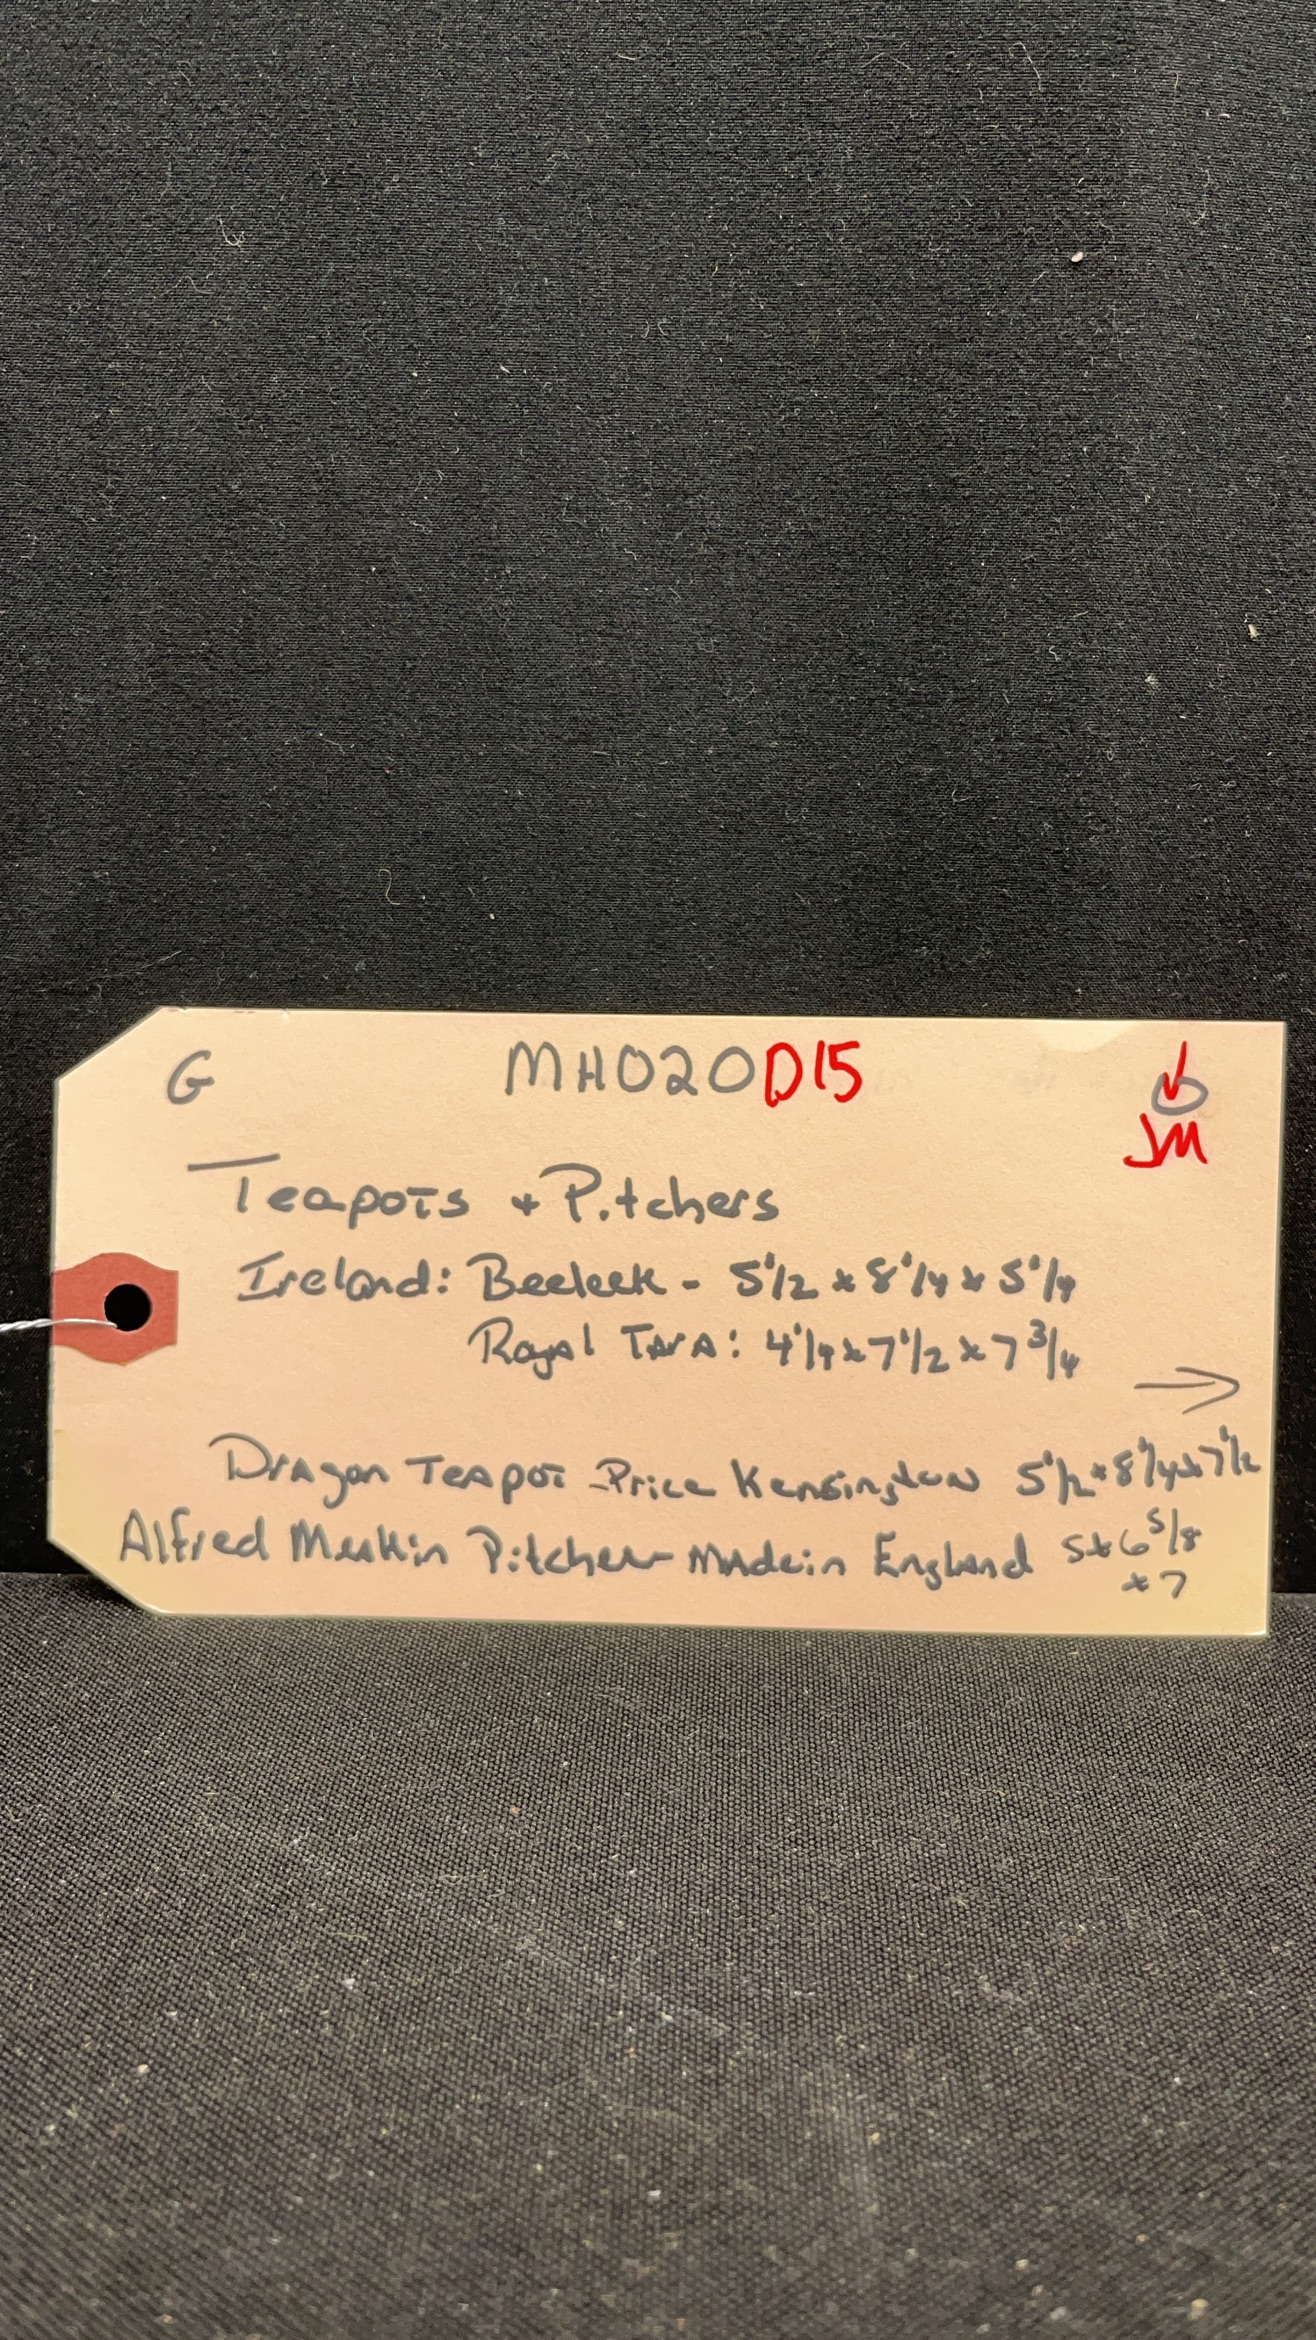 G MH020D15 O
JM
Teapots + Pitchers
Ireland: Beeleek - 5 1/2 x 8 1/4 x 5 1/4
Royal Tara: 4 1/4 x 7 1/2 x 7 3/4
→
Dragon Teapot - Price Kensington 5 1/2 x 8 1/4 x 7 1/2
Alfred Meakin Pitcher Made in England 5 x 6 5/8
x 7